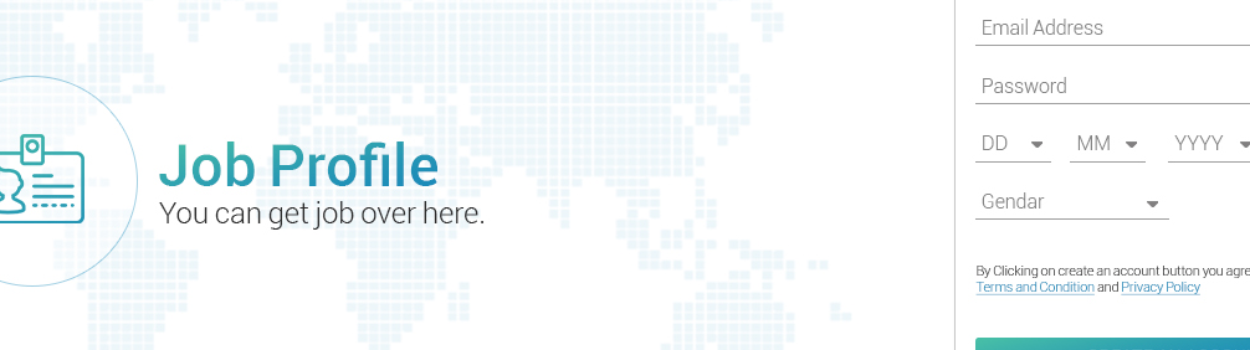 Job Profile
You can get job over here.
Email Address
Password
DD MM YYYY
Gendar
By Clicking on create an account button you agre
Terms and Condition and Privacy Policy